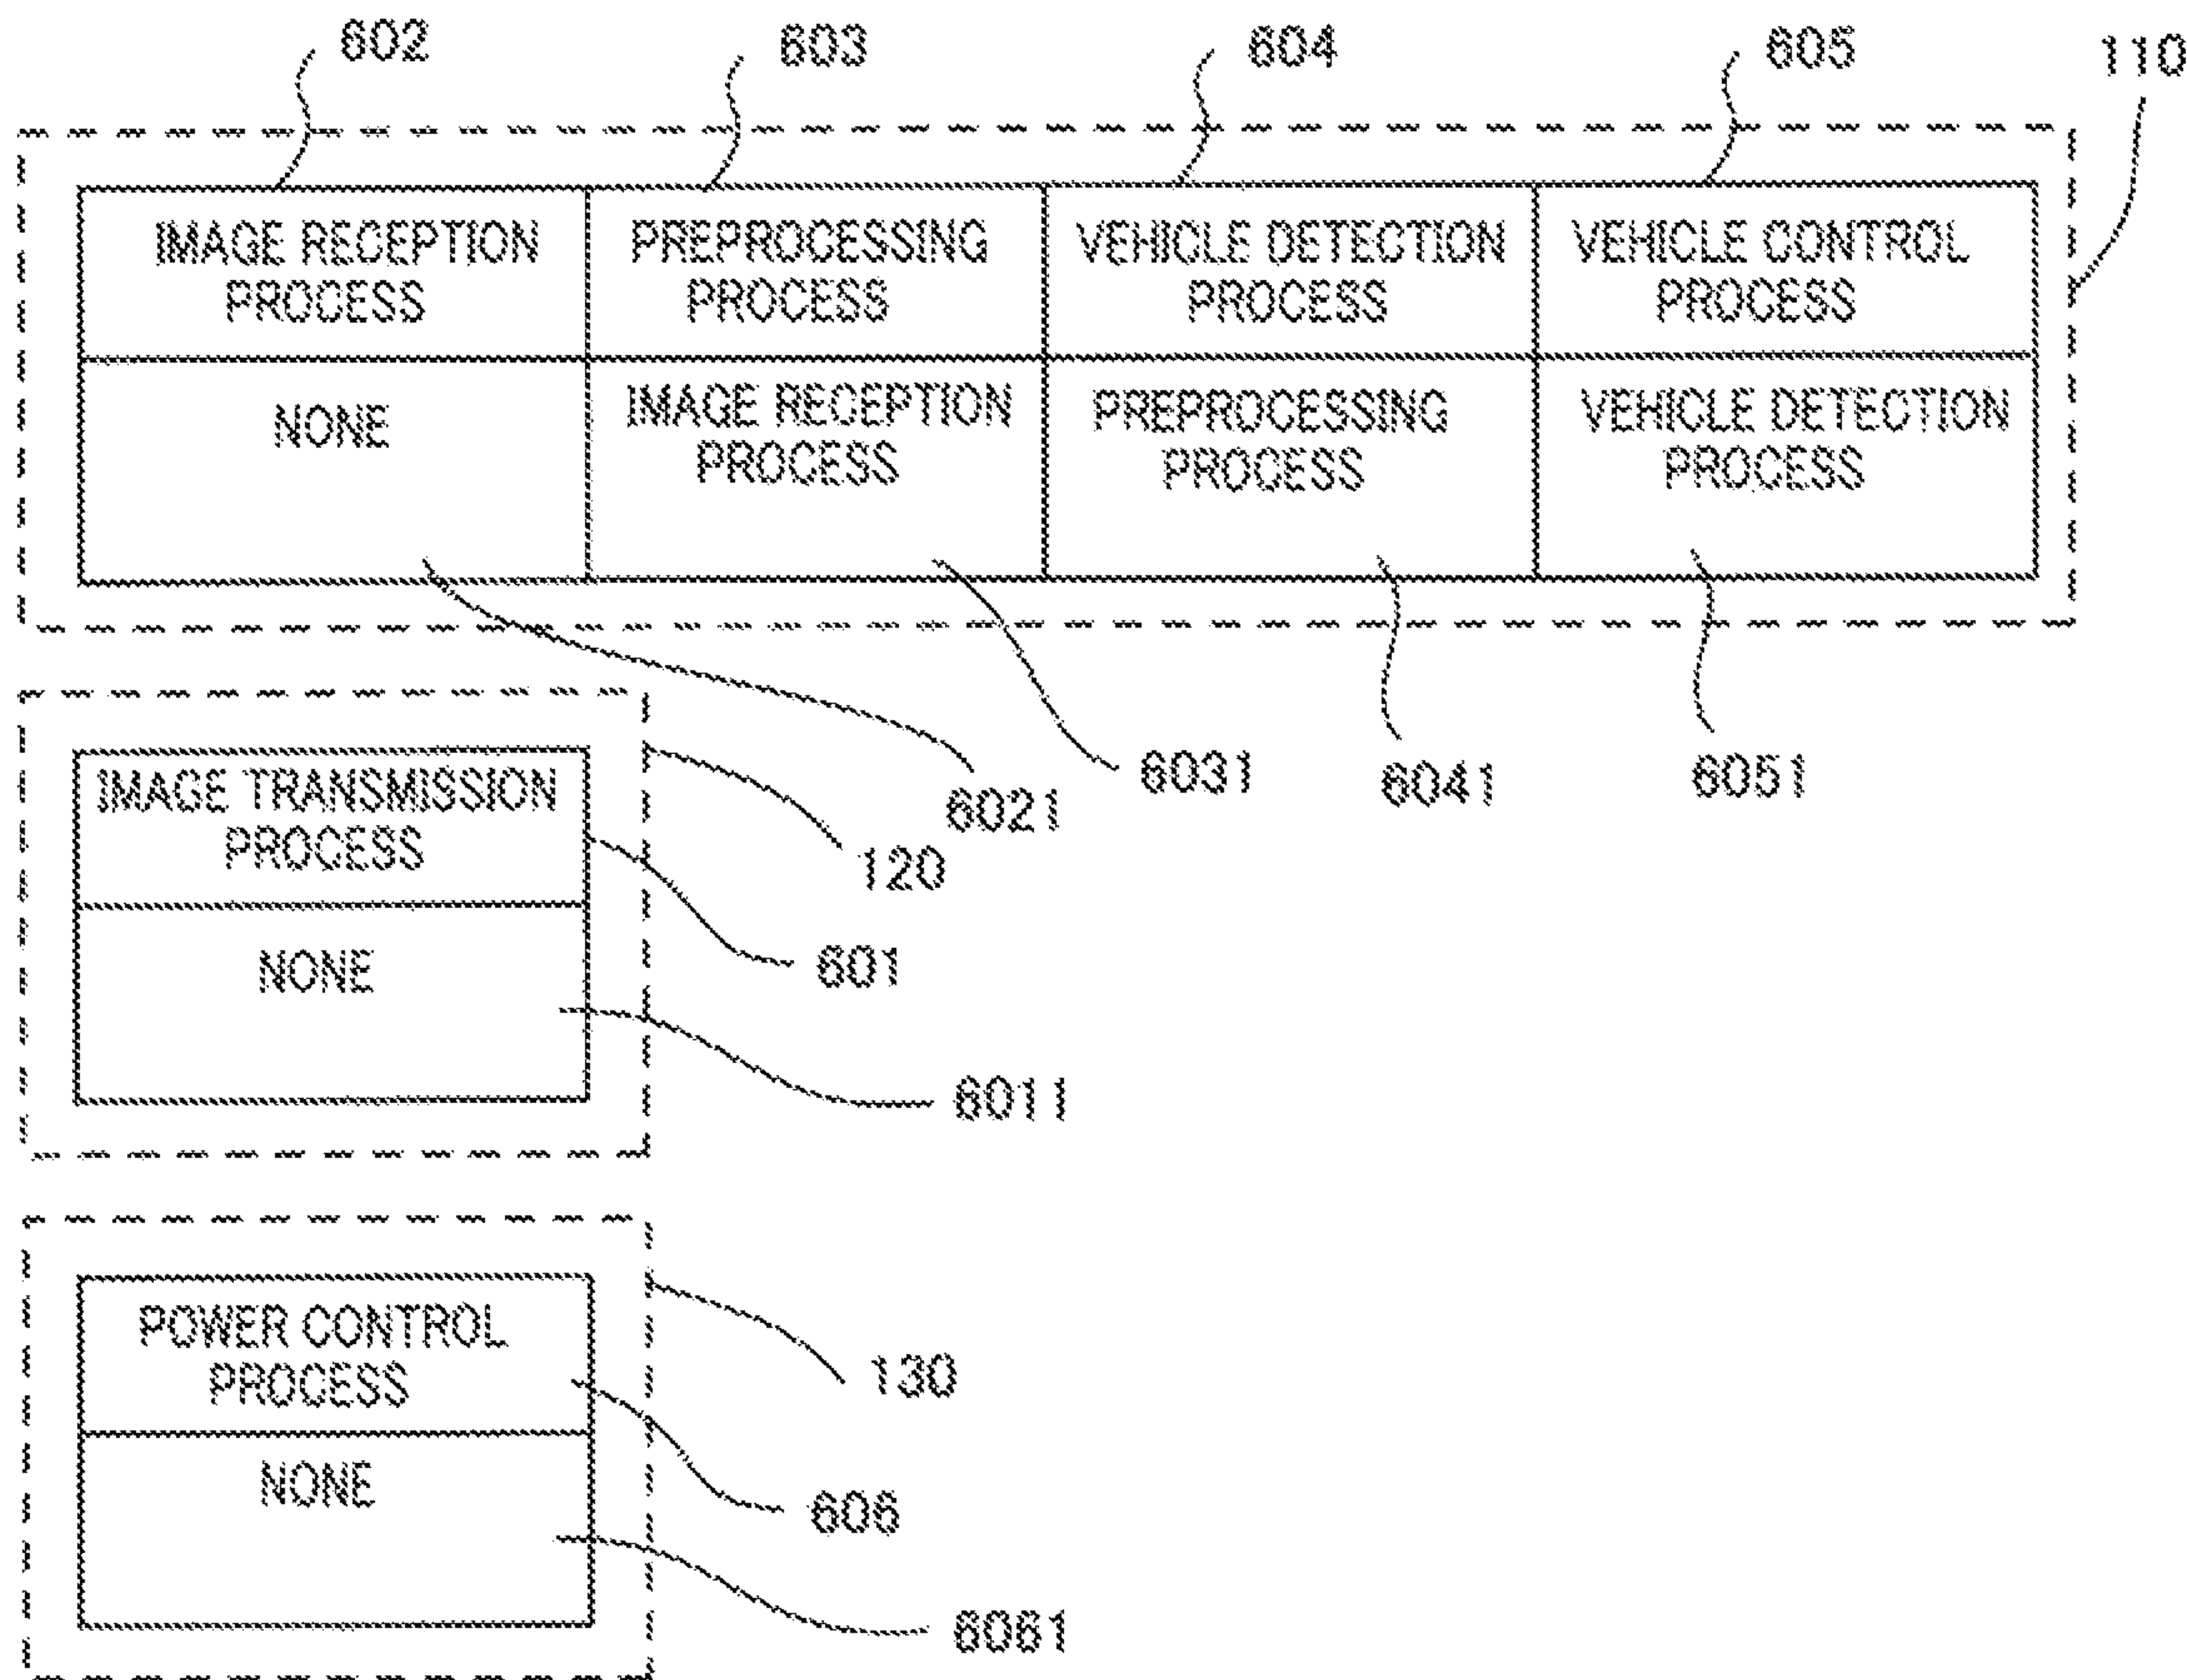 602
603
604
605
110
IMAGE RECEPTION
PROCESS
PREPROCESSING
PROCESS
VEHICLE DETECTION
PROCESS
VEHICLE CONTROL
PROCESS
NONE
IMAGE RECEPTION
PROCESS
PREPROCESSING
PROCESS
VEHICLE DETECTION
PROCESS
6021
6031
6041
6051
IMAGE TRANSMISSION
PROCESS
120
601
NONE
6011
POWER CONTROL
PROCESS
130
NONE
606
6061